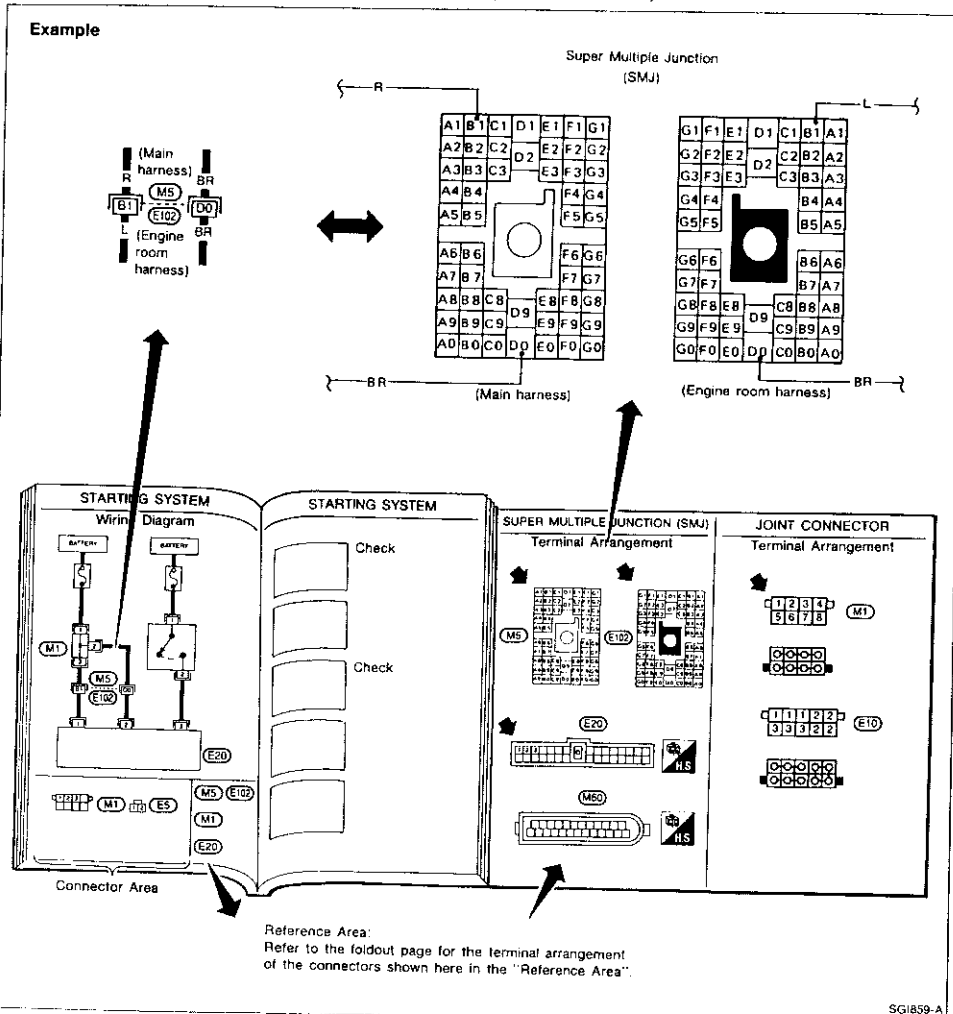 Example
Super Multiple Junction
(SMJ)
R
L
A1 B1 C1 D1 E1 F1 G1
A2 B2 C2 D2 E2 F2 G2
A3 B3 C3 E3 F3 G3
A4 B4 F4 G4
A5 B5 F5 G5
A6 B6 F6 G6
A7 B7 F7 G7
A8 B8 C8 D9 E8 F8 G8
A9 B9 C9 E9 F9 G9
A0 B0 C0 D0 E0 F0 G0
BR
(Main harness)
G1 F1 E1 D1 C1 B1 A1
G2 F2 E2 D2 C2 B2 A2
G3 F3 E3 C3 B3 A3
G4 F4 B4 A4
G5 F5 B5 A5
G6 F6 B6 A6
G7 F7 B7 A7
G8 F8 E8 D9 C8 B8 A8
G9 F9 E9 C9 B9 A9
G0 F0 E0 D0 C0 B0 A0
BR
(Engine room harness)
(Main
harness)
R BR
M5
B1 D0
E102
L BR
(Engine
room
harness)
STARTING SYSTEM
Wiring Diagram
BATTERY BATTERY
M1
M5
E102
E20
M1 E5
M5 E102
M1
E20
Connector Area
STARTING SYSTEM
Check
Check
SUPER MULTIPLE JUNCTION (SMJ)
Terminal Arrangement
M5 E102
E20
H.S
M60
H.S
JOINT CONNECTOR
Terminal Arrangement
1 2 3 4
5 6 7 8
M1
1 1 1 2 2
3 3 3 2 2
E10
Reference Area:
Refer to the foldout page for the terminal arrangement
of the connectors shown here in the "Reference Area".
SGI859-A